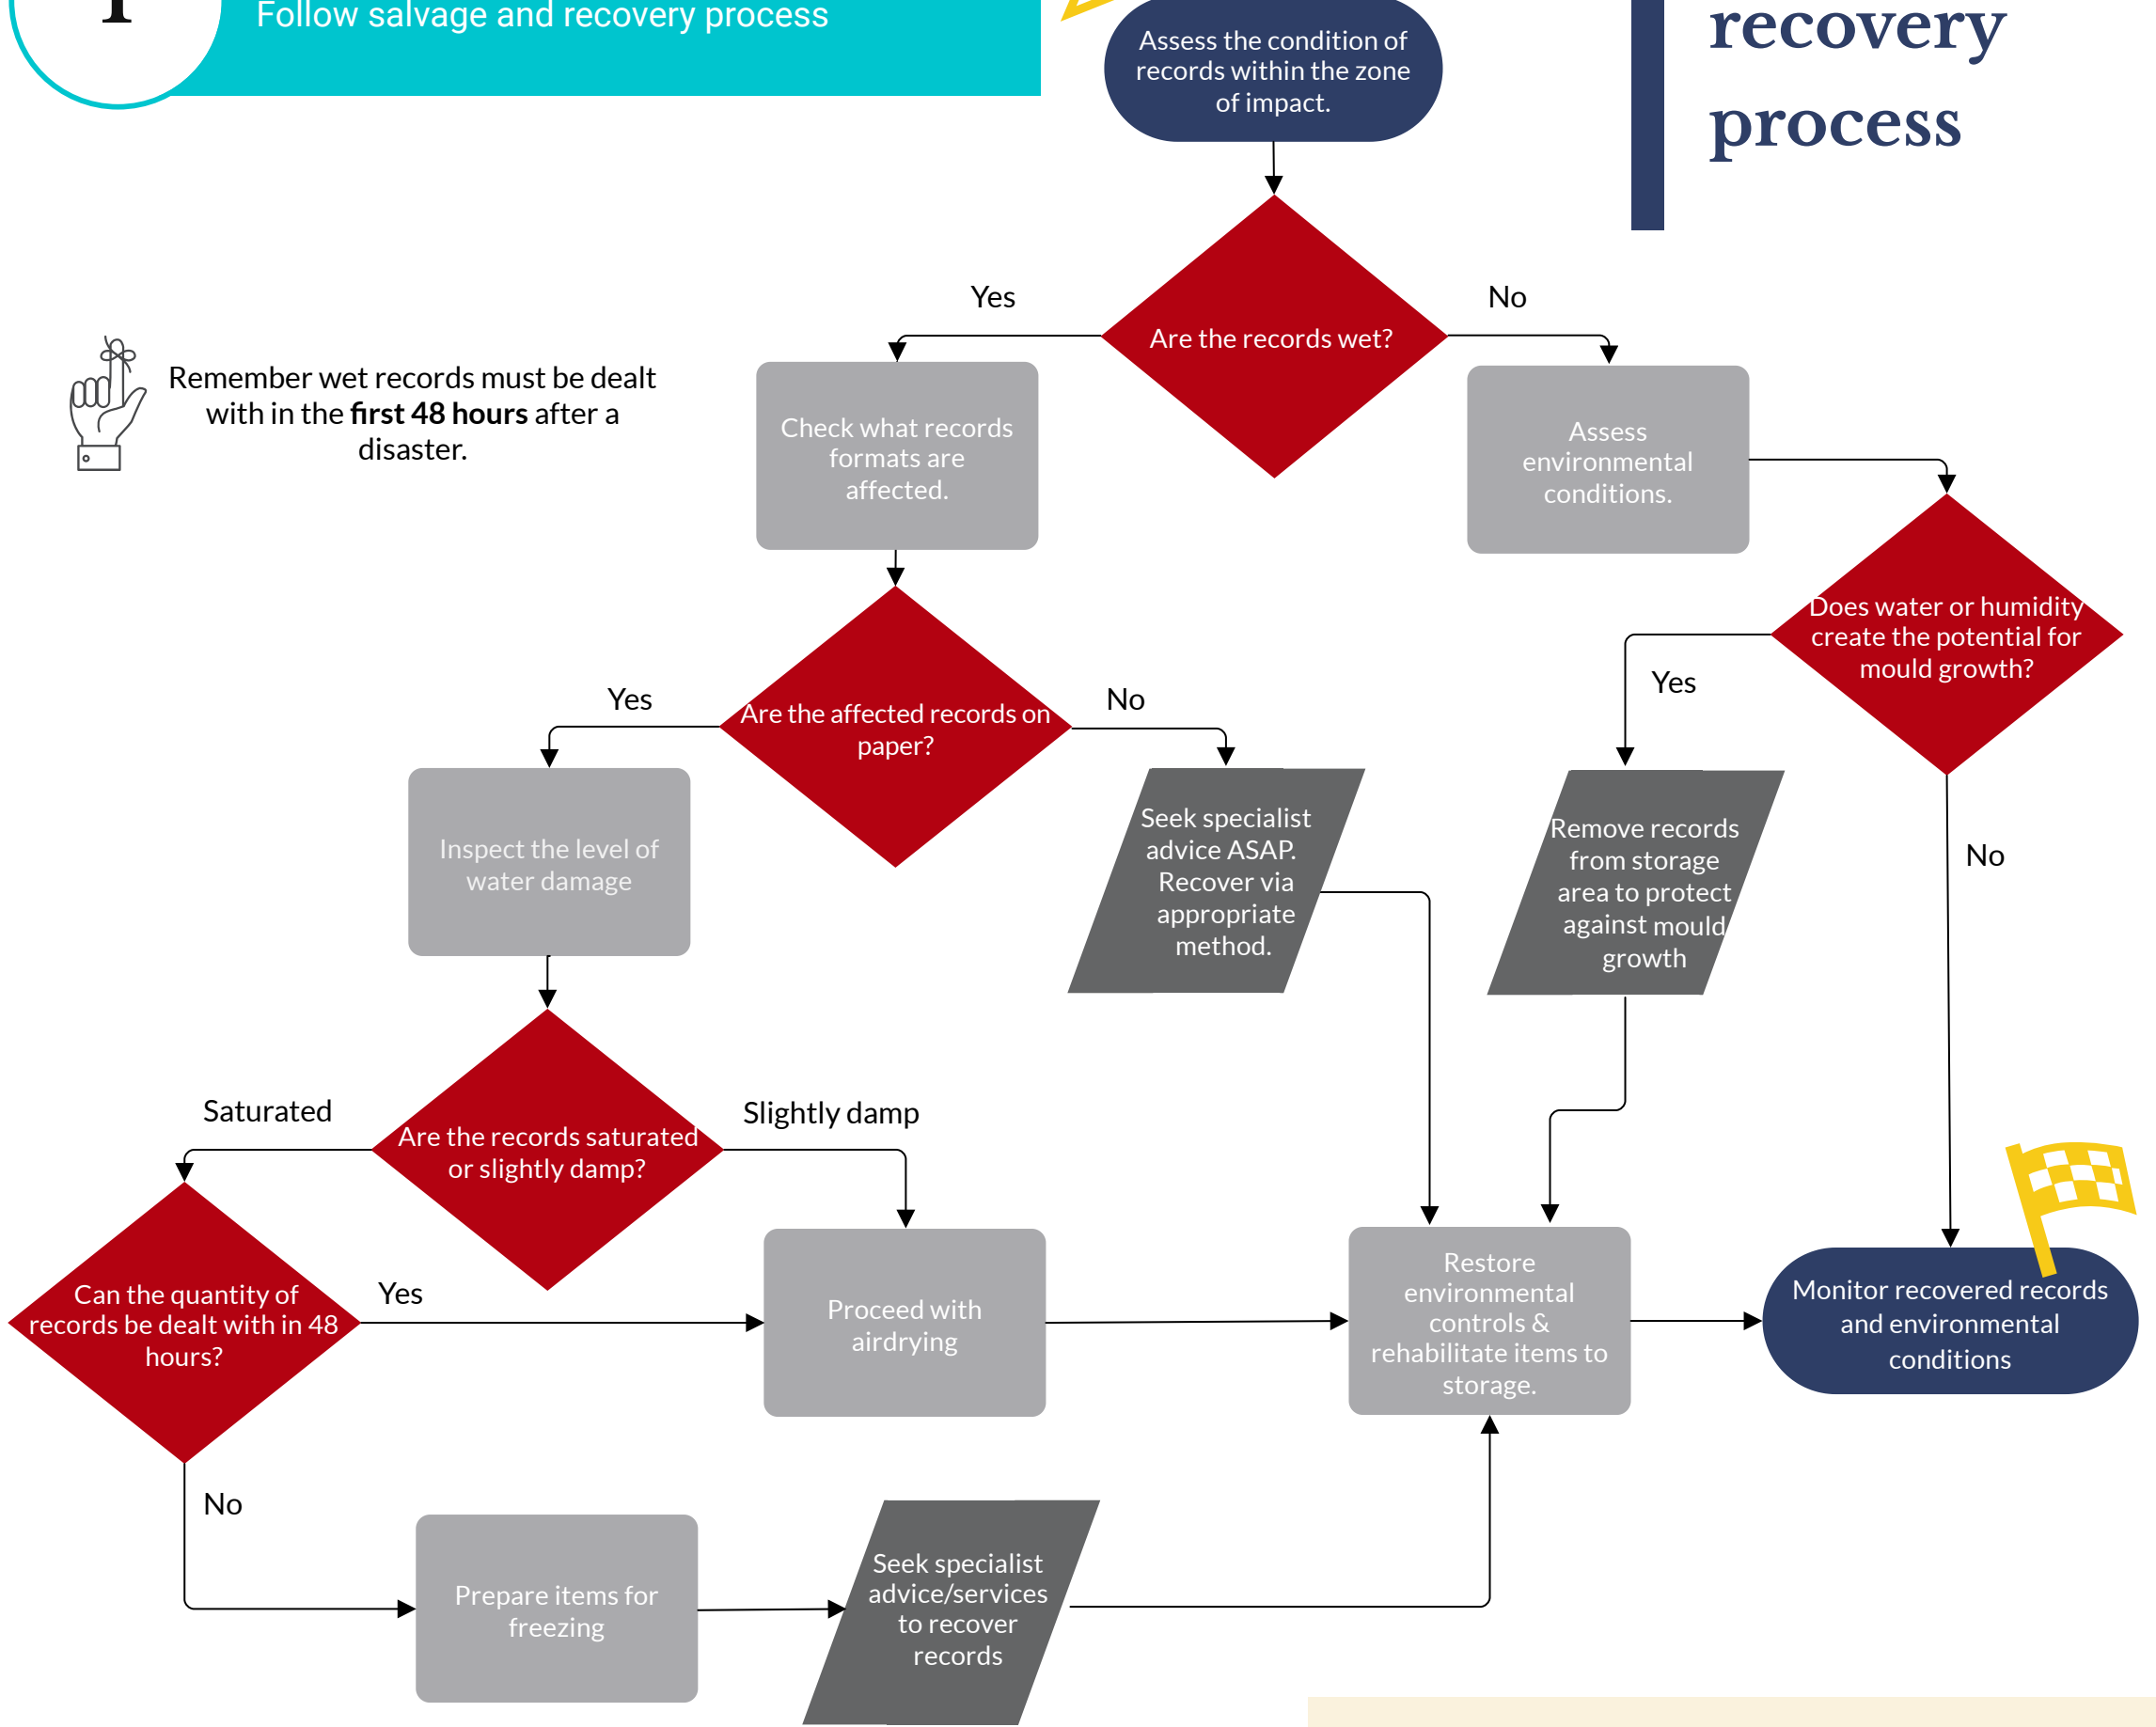 Follow salvage and recovery process
recovery
process
Assess the condition of
records within the zone
of impact.
Are the records wet?
Yes
No
Remember wet records must be dealt
with in the first 48 hours after a
disaster.
Check what records
formats are
affected.
Assess
environmental
conditions.
Does water or humidity
create the potential for
mould growth?
Yes
No
Are the affected records on
paper?
Yes
No
Inspect the level of
water damage
Seek specialist
advice ASAP.
Recover via
appropriate
method.
Remove records
from storage
area to protect
against mould
growth
Saturated
Slightly damp
Are the records saturated
or slightly damp?
Can the quantity of
records be dealt with in 48
hours?
Yes
Proceed with
airdrying
Restore
environmental
controls &
rehabilitate items to
storage.
Monitor recovered records
and environmental
conditions
No
Prepare items for
freezing
Seek specialist
advice/services
to recover
records